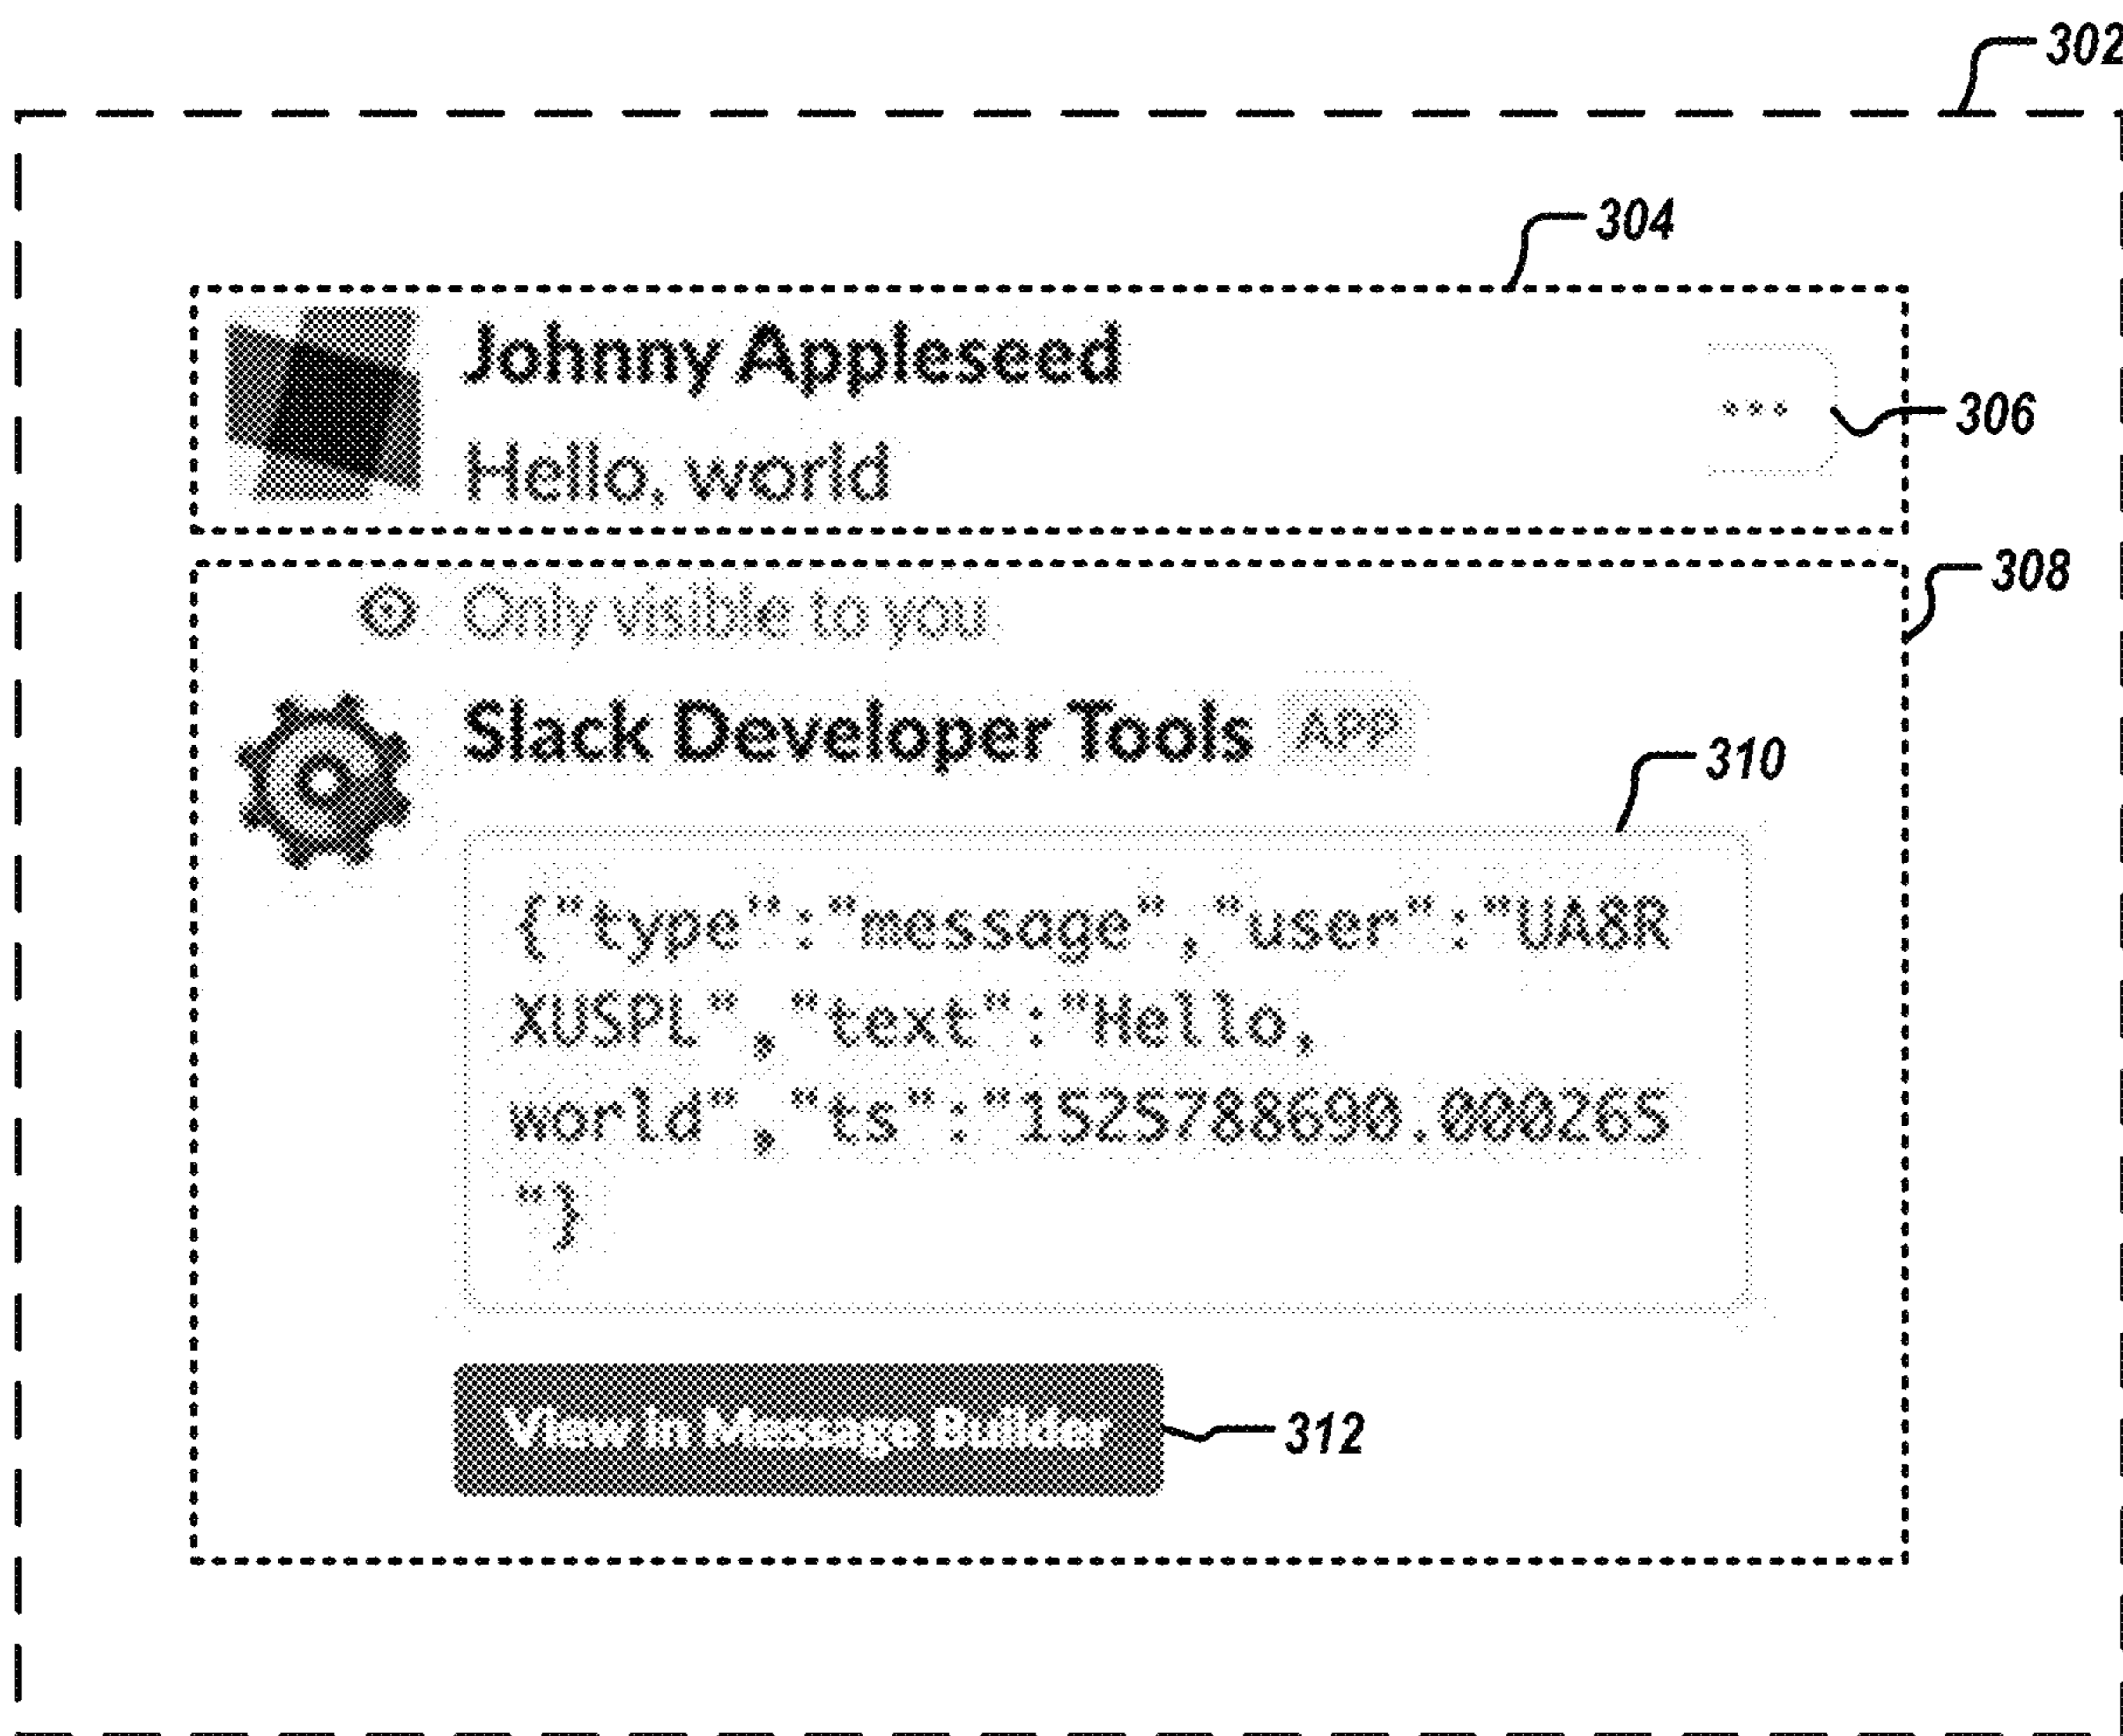 302
304
Johnny Appleseed
306
Hello, world
308
Only visible to you
Slack Developer Tools APP
310
{"type":"message","user":"UA8R
XUSPL","text":"Hello,
world","ts":"1525788690.000265
"}
View in Message Builder
312